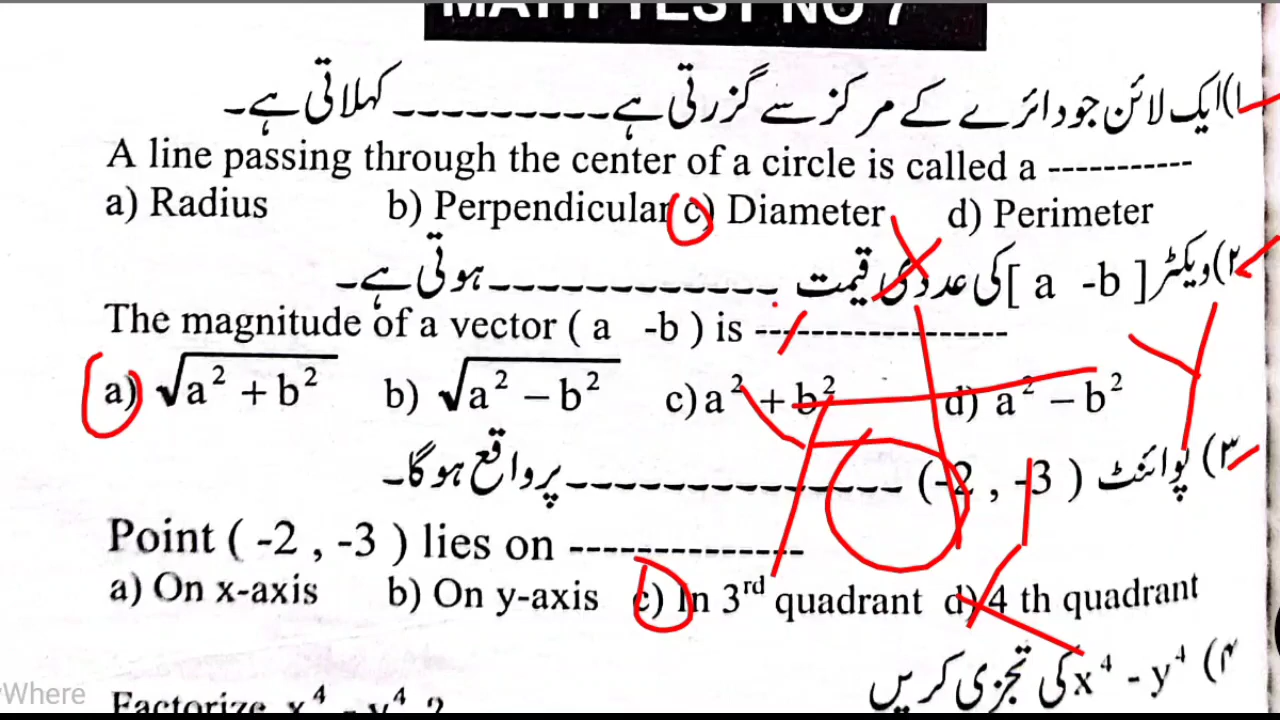 MATH TEST NO 7
۱) ایک لائن جو دائرے کے مرکز سے گزرتی ہے ---------- کہلاتی ہے۔
A line passing through the center of a circle is called a -----------
a) Radius b) Perpendicular c) Diameter d) Perimeter
۲) ویکٹر [ a -b ] کی عددی قیمت ------------- ہوتی ہے۔
The magnitude of a vector ( a -b ) is ------------------
a) √a² + b² b) √a² − b² c) a² + b² d) a² − b²
۳) پوائنٹ ( -2 , -3 ) --------------- پر واقع ہوگا۔
Point ( -2 , -3 ) lies on --------------
a) On x-axis b) On y-axis c) In 3rd quadrant d) 4 th quadrant
۴) x⁴ - y⁴ کی تجزی کریں
Factorize x⁴ - y⁴ ?
Where